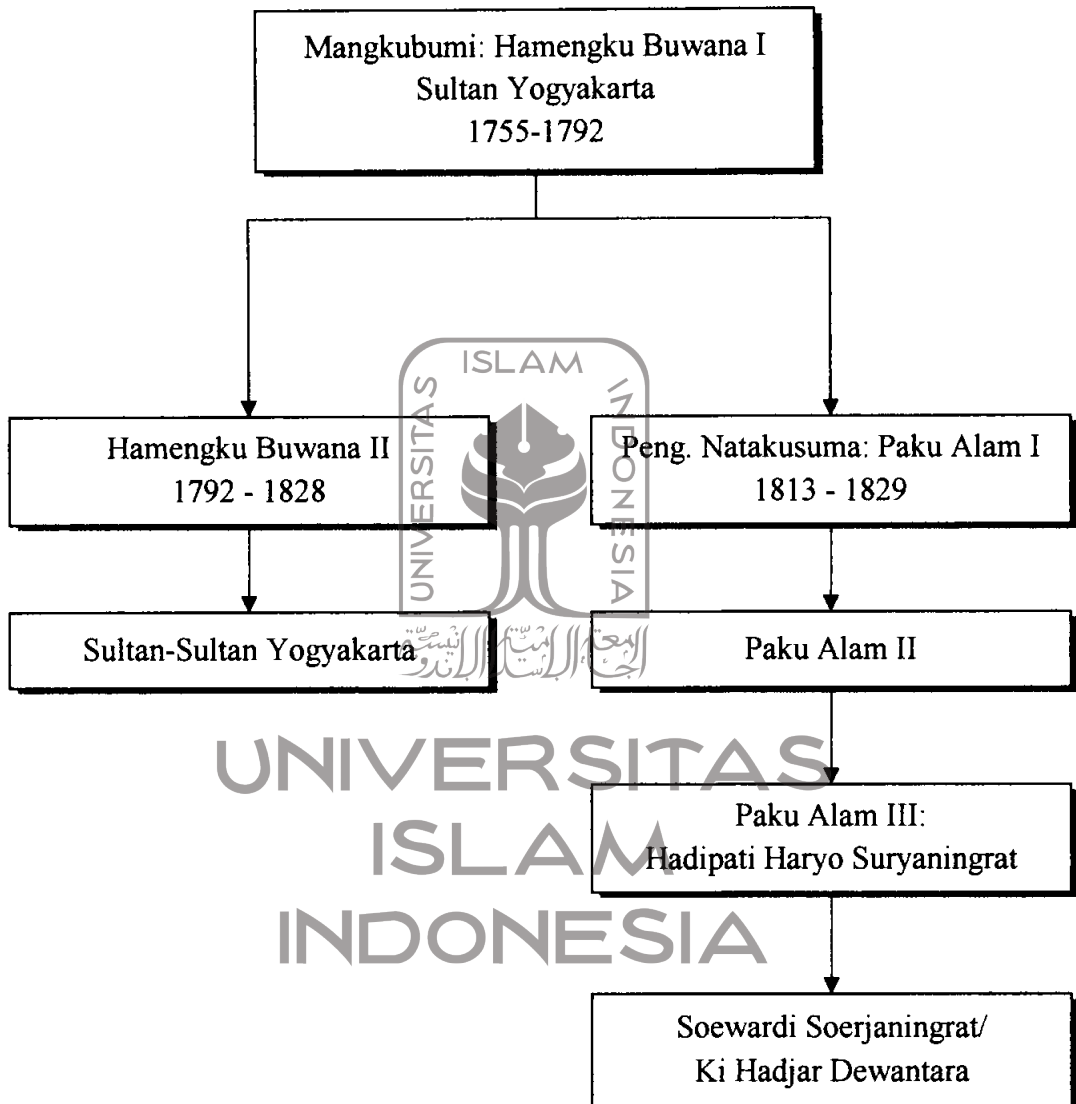 Mangkubumi: Hamengku Buwana I
Sultan Yogyakarta
1755-1792
Hamengku Buwana II
1792 - 1828
Peng. Natakusuma: Paku Alam I
1813 - 1829
Sultan-Sultan Yogyakarta
Paku Alam II
Paku Alam III:
Hadipati Haryo Suryaningrat
Soewardi Soerjaningrat/
Ki Hadjar Dewantara
UNIVERSITAS
ISLAM
INDONESIA
UNIVERSITAS
ISLAM
INDONESIA